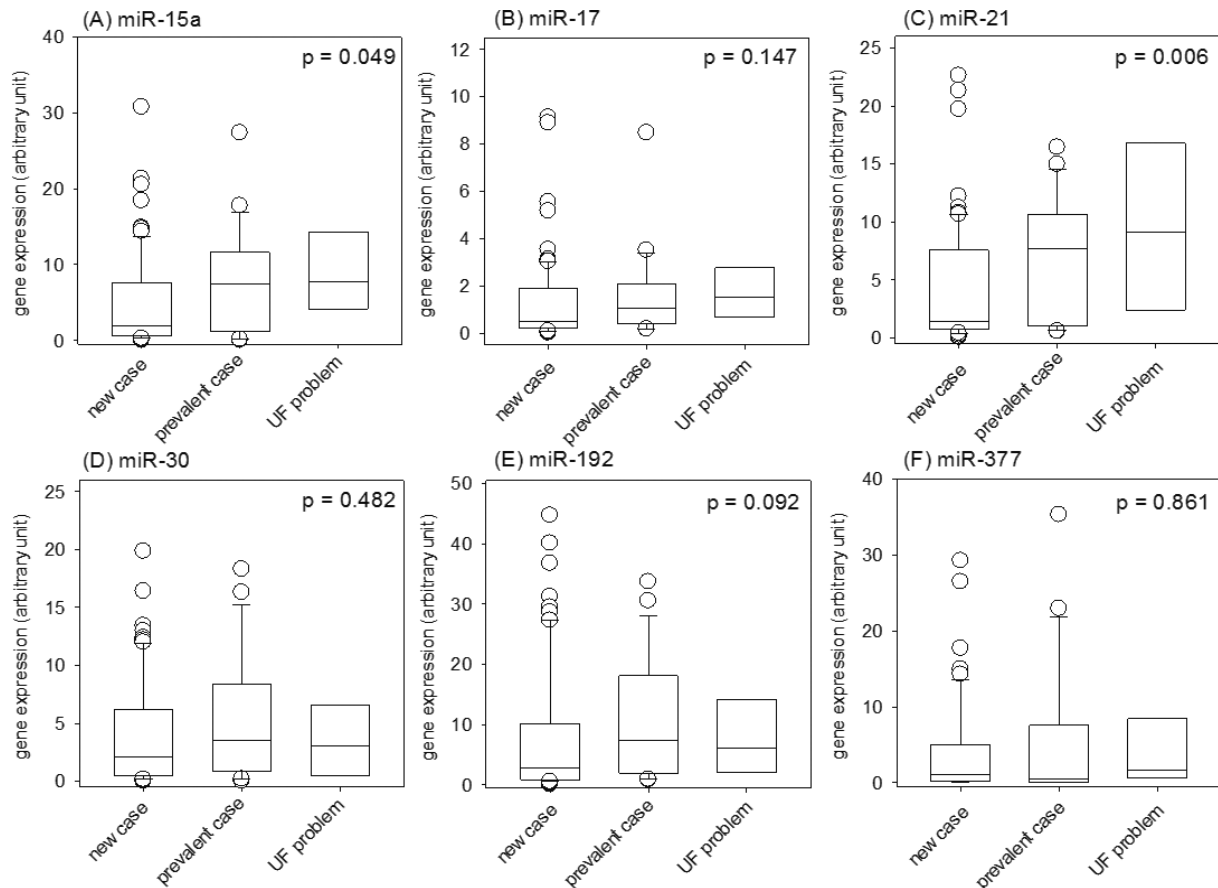 (A) miR-15a
p = 0.049
gene expression (arbitrary unit)
40
30
20
10
0
new case
prevalent case
UF problem
(B) miR-17
p = 0.147
gene expression (arbitrary unit)
12
10
8
6
4
2
0
new case
prevalent case
UF problem
(C) miR-21
p = 0.006
gene expression (arbitrary unit)
25
20
15
10
5
0
new case
prevalent case
UF problem
(D) miR-30
p = 0.482
gene expression (arbitrary unit)
25
20
15
10
5
0
new case
prevalent case
UF problem
(E) miR-192
p = 0.092
gene expression (arbitrary unit)
50
40
30
20
10
0
new case
prevalent case
UF problem
(F) miR-377
p = 0.861
gene expression (arbitrary unit)
40
30
20
10
0
new case
prevalent case
UF problem